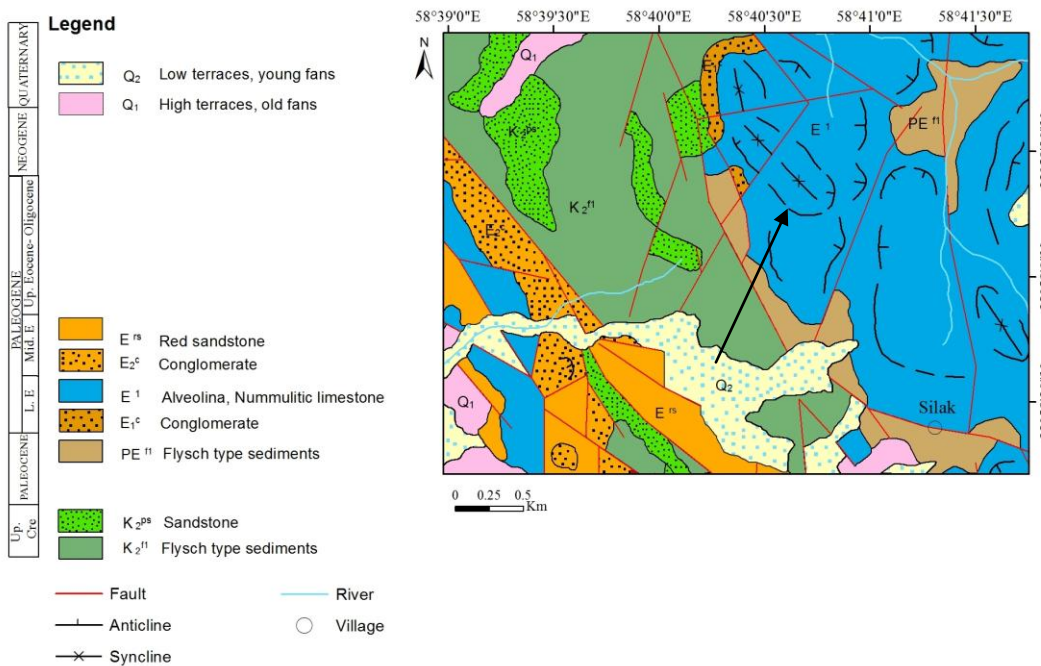 Legend
QUATERNARY
NEOGENE
PALEOGENE
Up. Eocene- Oligocene
Mid. E
L. E
PALEOCENE
Up.
Cre
Q₂ Low terraces, young fans
Q₁ High terraces, old fans
E rs Red sandstone
E₂ᶜ Conglomerate
E ¹ Alveolina, Nummulitic limestone
E₁ᶜ Conglomerate
PE f1 Flysch type sediments
K₂ps Sandstone
K₂f1 Flysch type sediments
Fault
Anticline
Syncline
River
Village
58°39'0"E 58°39'30"E 58°40'0"E 58°40'30"E 58°41'0"E 58°41'30"E
N
Q₁
K₂ps
E ¹
PE f1
K₂f1
E₂ᶜ
Q₂
Q₁
E rs
Silak
0 0.25 0.5
Km